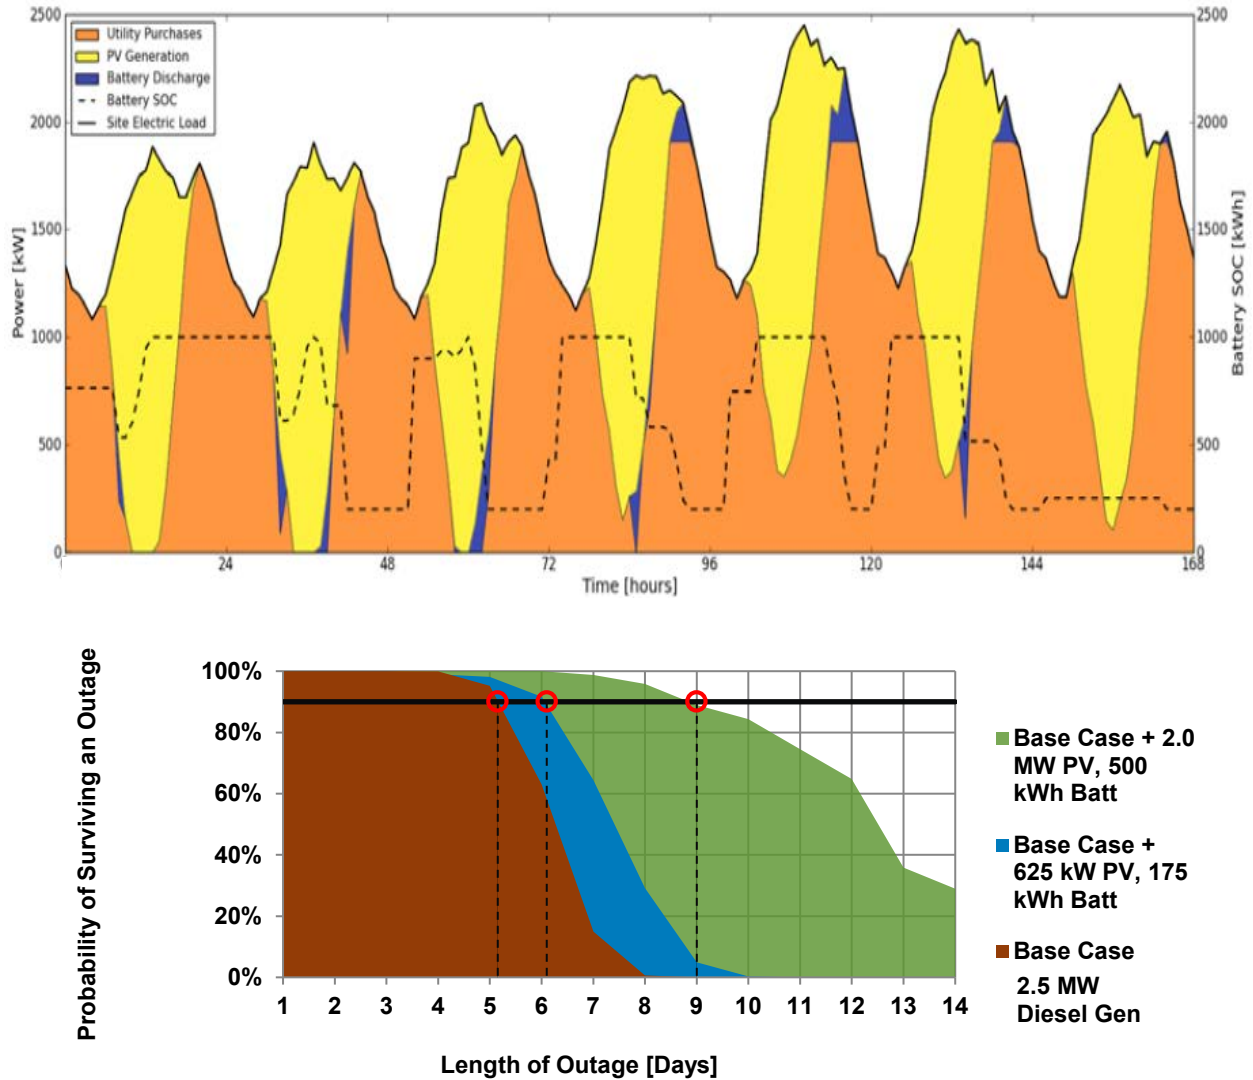 2500
2000
1500
1000
500
0
Power [kW]
Utility Purchases
PV Generation
Battery Discharge
Battery SOC
Site Electric Load
2500
2000
1500
1000
500
0
Battery SOC [kWh]
24
48
72
96
120
144
168
Time [hours]
Probability of Surviving an Outage
100%
80%
60%
40%
20%
0%
1
2
3
4
5
6
7
8
9
10
11
12
13
14
Length of Outage [Days]
Base Case + 2.0
MW PV, 500
kWh Batt
Base Case +
625 kW PV, 175
kWh Batt
Base Case
2.5 MW
Diesel Gen